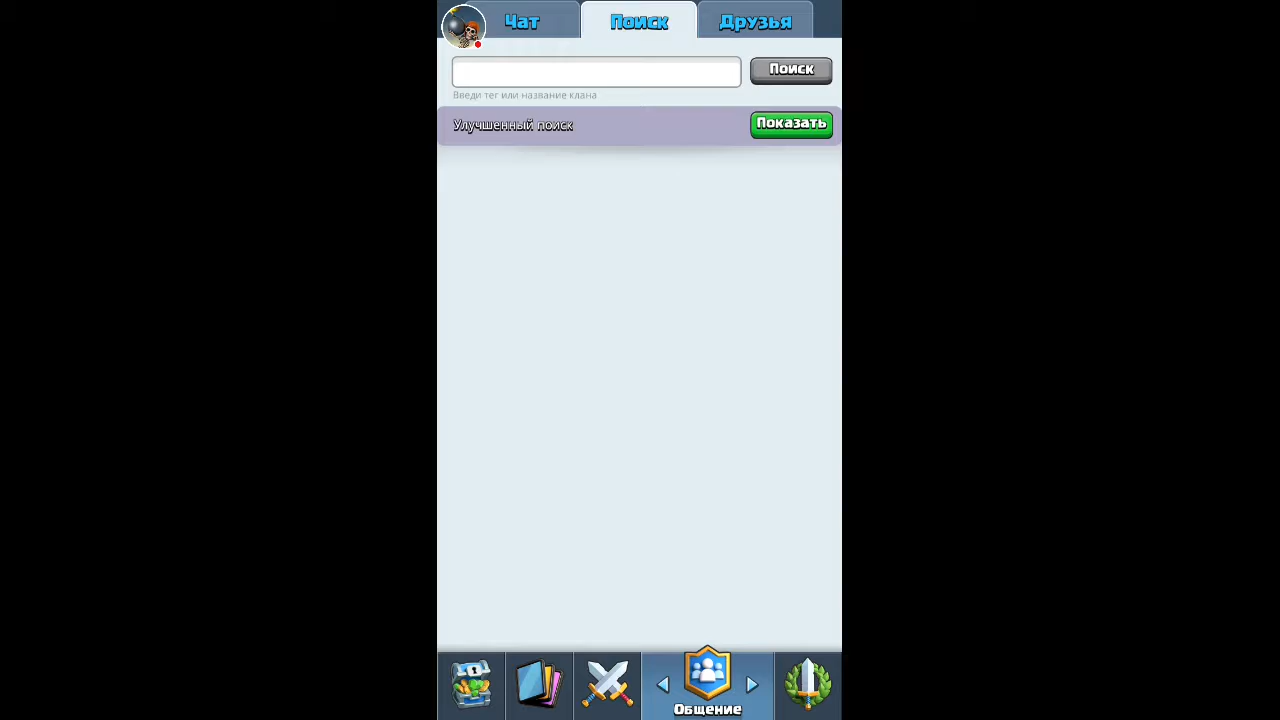 Чат
Поиск
Друзья
Поиск
Введи тег или название клана
Улучшенный поиск
Показать
Общение